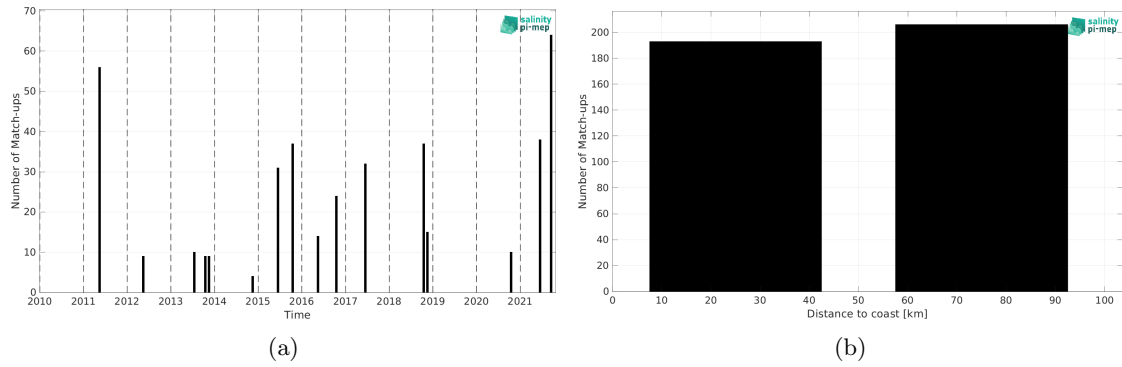 70
60
50
40
30
20
10
0
Number of Match-ups
2010 2011 2012 2013 2014 2015 2016 2017 2018 2019 2020 2021
Time
salinity
pi-mep
(a)
200
180
160
140
120
100
80
60
40
20
0
Number of Match-ups
0 10 20 30 40 50 60 70 80 90 100
Distance to coast [km]
salinity
pi-mep
(b)